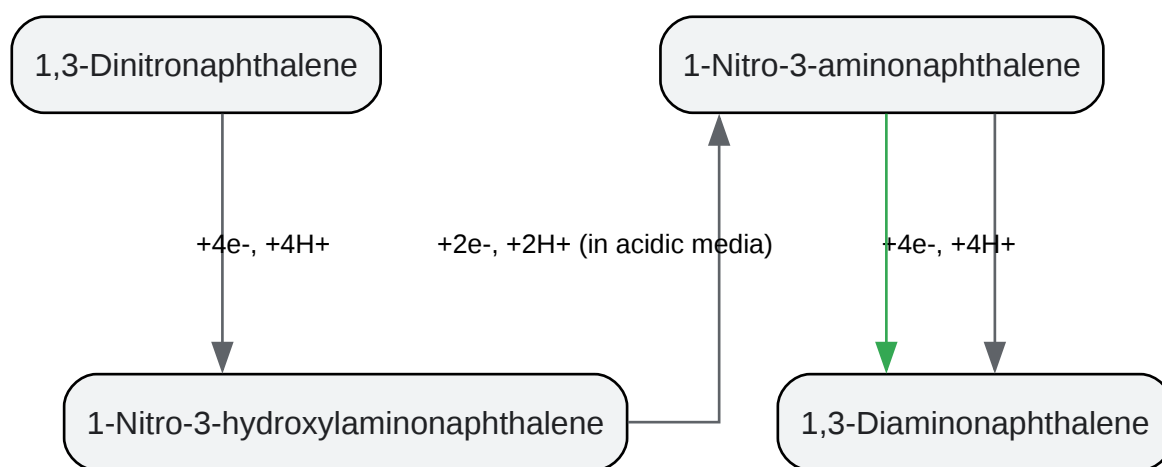 1,3-Dinitronaphthalene
1-Nitro-3-aminonaphthalene
+4e-, +4H+
+2e-, +2H+ (in acidic media)
+4e-, +4H+
1-Nitro-3-hydroxylaminonaphthalene
1,3-Diaminonaphthalene